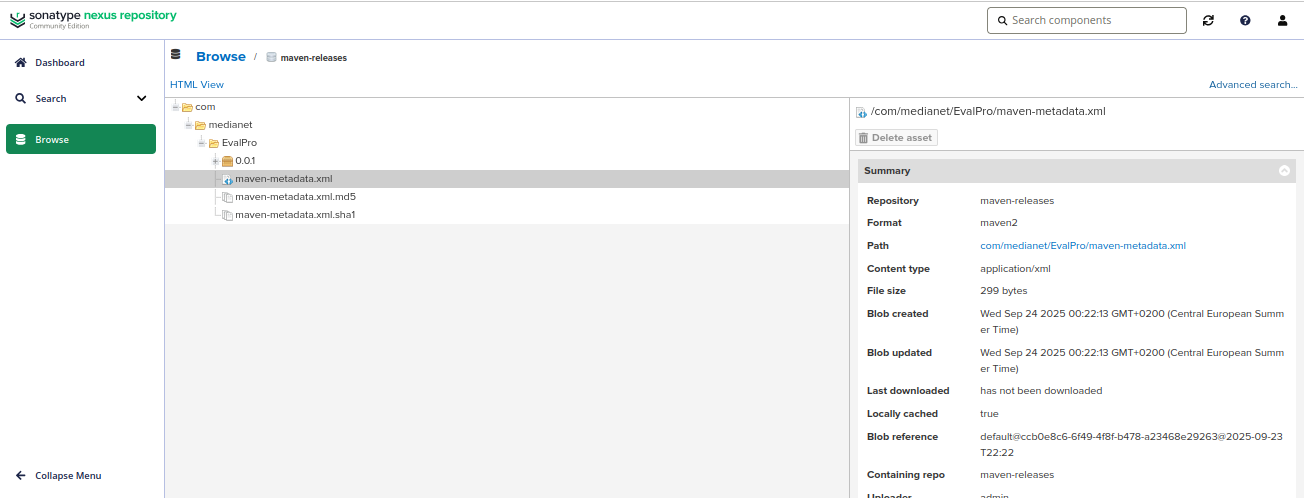 sonatype nexus repository
Community Edition
Search components
Dashboard
Search
Browse
Collapse Menu
Browse / maven-releases
HTML View
Advanced search...
com
medianet
EvalPro
0.0.1
maven-metadata.xml
maven-metadata.xml.md5
maven-metadata.xml.sha1
/com/medianet/EvalPro/maven-metadata.xml
Delete asset
Summary
Repository maven-releases
Format maven2
Path com/medianet/EvalPro/maven-metadata.xml
Content type application/xml
File size 299 bytes
Blob created Wed Sep 24 2025 00:22:13 GMT+0200 (Central European Summ
er Time)
Blob updated Wed Sep 24 2025 00:22:13 GMT+0200 (Central European Summ
er Time)
Last downloaded has not been downloaded
Locally cached true
Blob reference default@ccb0e8c6-6f49-4f8f-b478-a23468e29263@2025-09-23
T22:22
Containing repo maven-releases
Uploader admin